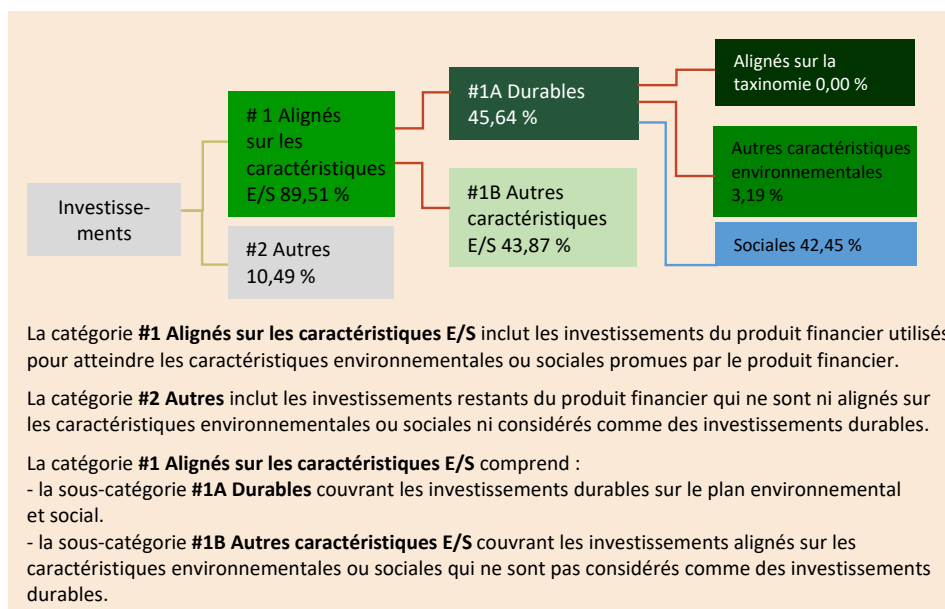 Investisse-
ments
# 1 Alignés
sur les
caractéristiques
E/S 89,51 %
#2 Autres
10,49 %
#1A Durables
45,64 %
#1B Autres
caractéristiques
E/S 43,87 %
Alignés sur la
taxinomie 0,00 %
Autres caractéristiques
environnementales
3,19 %
Sociales 42,45 %
La catégorie #1 Alignés sur les caractéristiques E/S inclut les investissements du produit financier utilisés
pour atteindre les caractéristiques environnementales ou sociales promues par le produit financier.
La catégorie #2 Autres inclut les investissements restants du produit financier qui ne sont ni alignés sur
les caractéristiques environnementales ou sociales ni considérés comme des investissements durables.
La catégorie #1 Alignés sur les caractéristiques E/S comprend :
- la sous-catégorie #1A Durables couvrant les investissements durables sur le plan environnemental
et social.
- la sous-catégorie #1B Autres caractéristiques E/S couvrant les investissements alignés sur les
caractéristiques environnementales ou sociales qui ne sont pas considérés comme des investissements
durables.